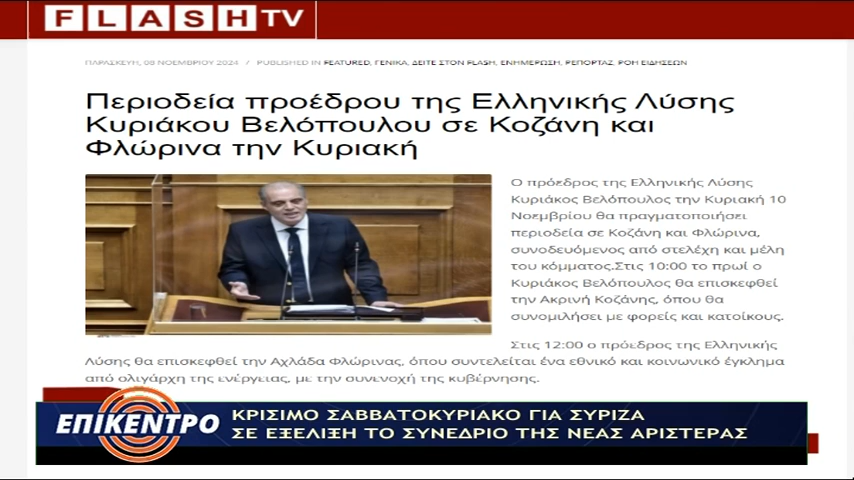 FLASH TV
ΠΑΡΑΣΚΕΥΗ, 08 ΝΟΕΜΒΡΙΟΥ 2024 / PUBLISHED IN FEATURED, ΓΕΝΙΚΑ, ΔΕΙΤΕ ΣΤΟΝ FLASH, ΕΝΗΜΕΡΩΣΗ, ΡΕΠΟΡΤΑΖ, ΡΟΗ ΕΙΔΗΣΕΩΝ
Περιοδεία προέδρου της Ελληνικής Λύσης
Κυριάκου Βελόπουλου σε Κοζάνη και
Φλώρινα την Κυριακή
Ο πρόεδρος της Ελληνικής Λύσης
Κυριάκος Βελόπουλος την Κυριακή 10
Νοεμβρίου θα πραγματοποιήσει
περιοδεία σε Κοζάνη και Φλώρινα,
συνοδευόμενος από στελέχη και μέλη
του κόμματος.Στις 10:00 το πρωί ο
Κυριάκος Βελόπουλος θα επισκεφθεί
την Ακρινή Κοζάνης, όπου θα
συνομιλήσει με φορείς και κατοίκους.
Στις 12:00 ο πρόεδρος της Ελληνικής
Λύσης θα επισκεφθεί την Αχλάδα Φλώρινας, όπου συντελείται ένα εθνικό και κοινωνικό έγκλημα
από ολιγάρχη της ενέργειας, με την συνενοχή της κυβέρνησης.
ΕΠΙΚΕΝΤΡΟ
ΚΡΙΣΙΜΟ ΣΑΒΒΑΤΟΚΥΡΙΑΚΟ ΓΙΑ ΣΥΡΙΖΑ
ΣΕ ΕΞΕΛΙΞΗ ΤΟ ΣΥΝΕΔΡΙΟ ΤΗΣ ΝΕΑΣ ΑΡΙΣΤΕΡΑΣ